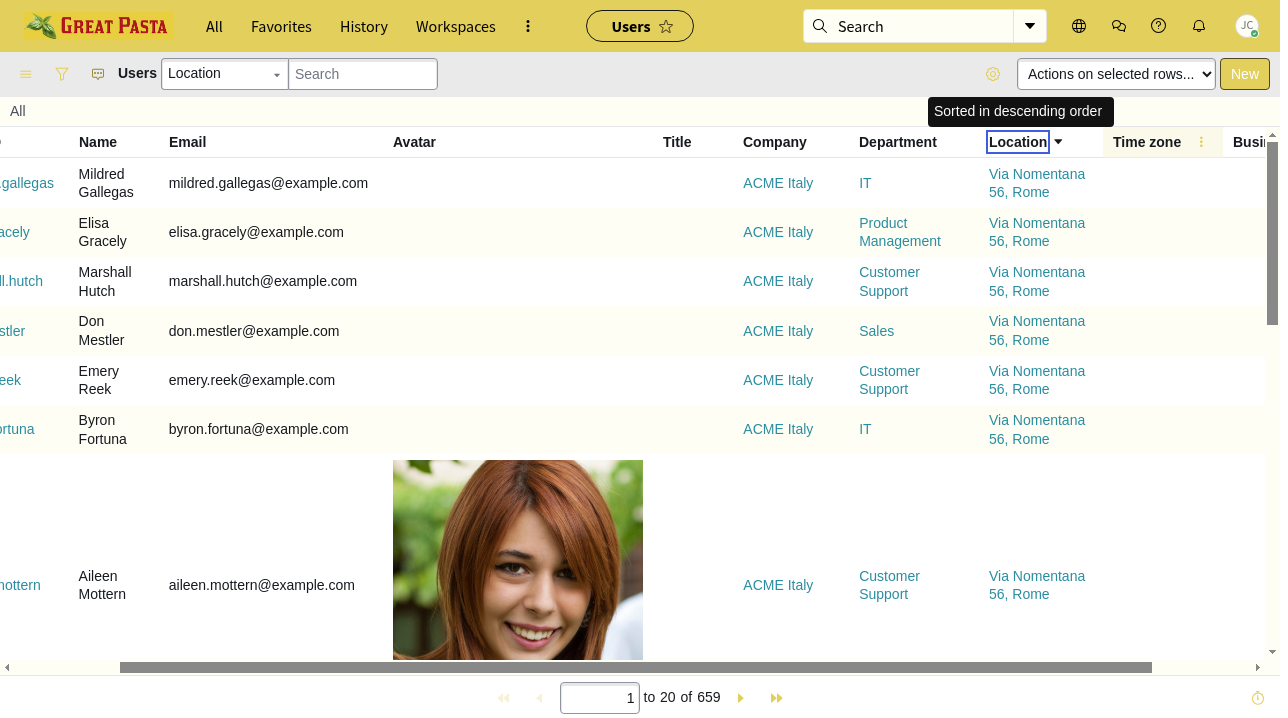 GREAT PASTA All Favorites History Workspaces Users Search JC
Users Location Search Actions on selected rows... New
All
Sorted in descending order
Name Email Avatar Title Company Department Location Time zone
.gallegas Mildred Gallegas mildred.gallegas@example.com ACME Italy IT Via Nomentana 56, Rome
Elisa Gracely elisa.gracely@example.com ACME Italy Product Management Via Nomentana 56, Rome
ll.hutch Marshall Hutch marshall.hutch@example.com ACME Italy Customer Support Via Nomentana 56, Rome
Don Mestler don.mestler@example.com ACME Italy Sales Via Nomentana 56, Rome
Emery Reek emery.reek@example.com ACME Italy Customer Support Via Nomentana 56, Rome
Byron Fortuna byron.fortuna@example.com ACME Italy IT Via Nomentana 56, Rome
Aileen Mottern aileen.mottern@example.com ACME Italy Customer Support Via Nomentana 56, Rome
1 to 20 of 659